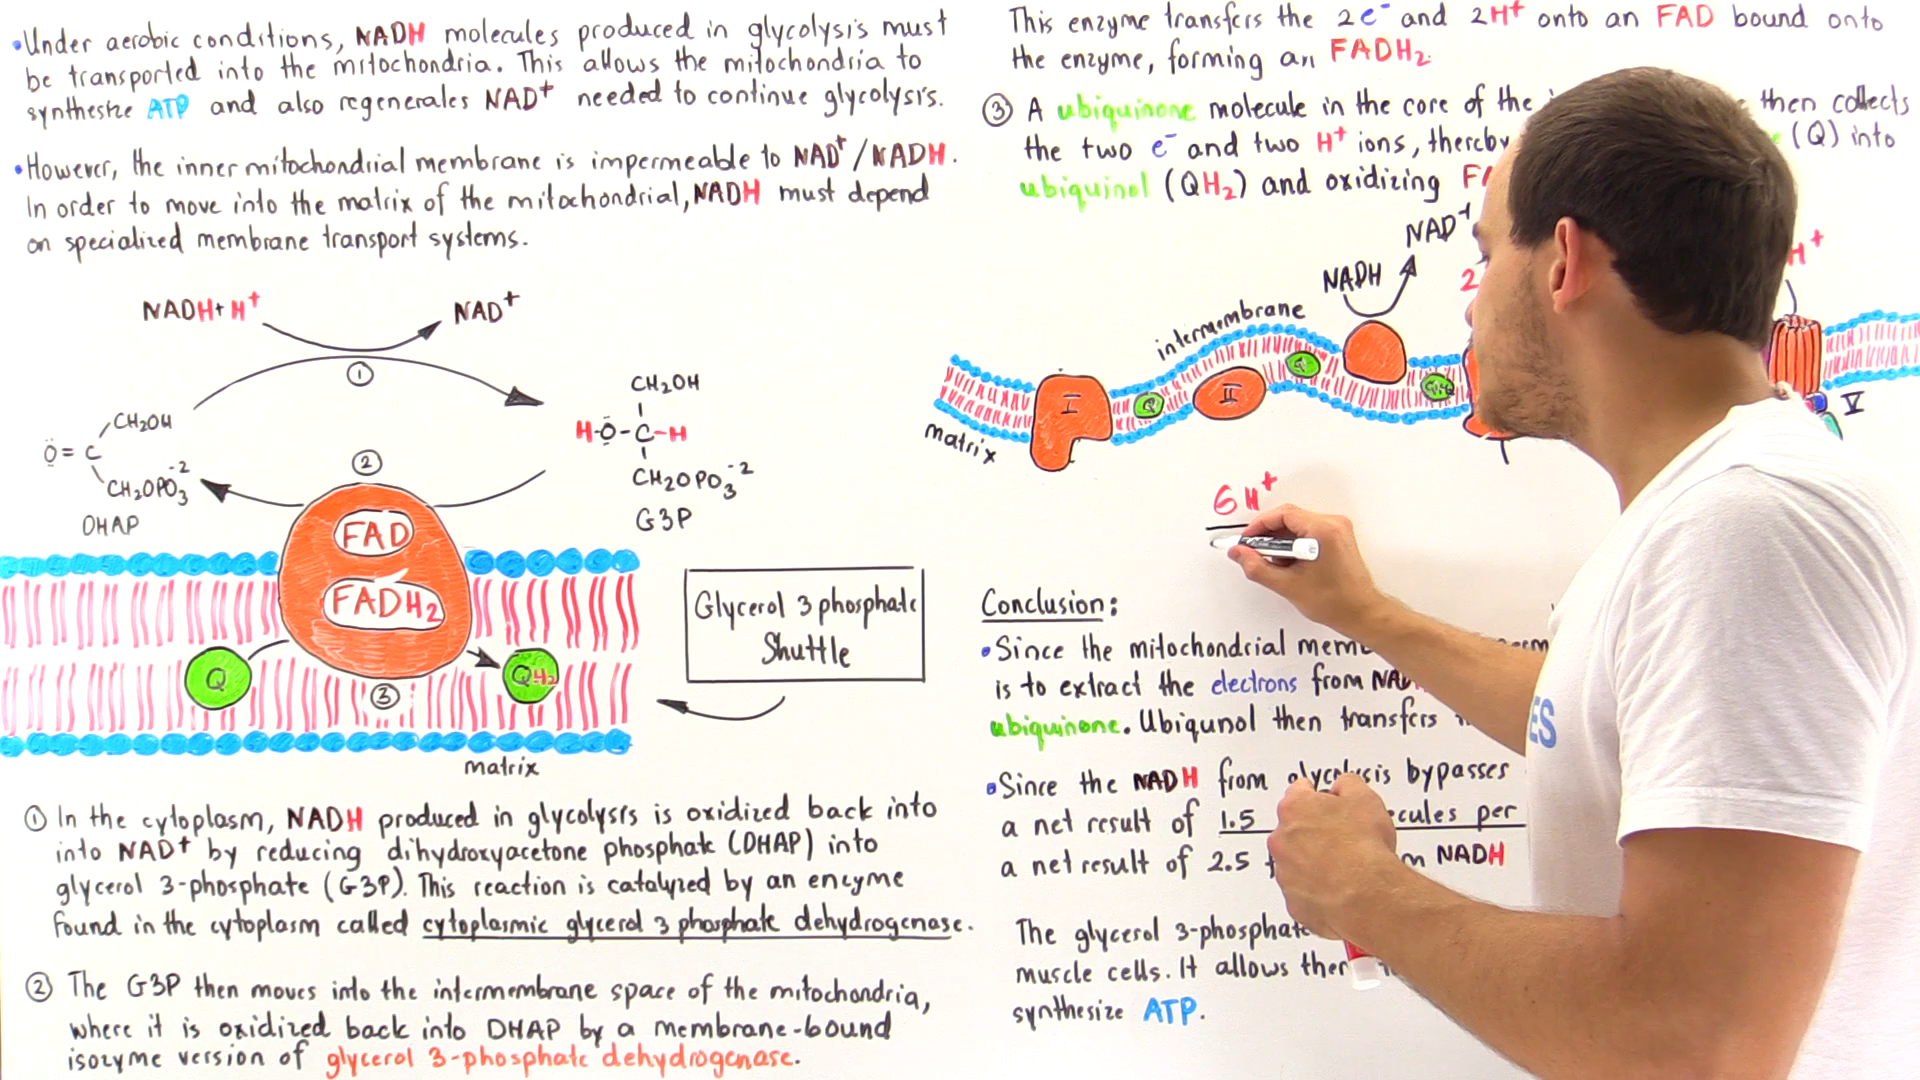 •Under aerobic conditions, NADH molecules produced in glycolysis must
be transported into the mitochondria. This allows the mitochondria to
synthesize ATP and also regenerates NAD+ needed to continue glycolysis.
•However, the inner mitochondrial membrane is impermeable to NAD+/NADH.
In order to move into the matrix of the mitochondrial, NADH must depend
on specialized membrane transport systems.
NADH+H+
NAD+
①
CH2OH
Ö=C
CH2OPO3-2
DHAP
CH2OH
H-Ö-C-H
CH2OPO3-2
G3P
②
FAD
FADH2
Q
QH2
③
matrix
Glycerol 3 phosphate
Shuttle
① In the cytoplasm, NADH produced in glycolysis is oxidized back into
into NAD+ by reducing dihydroxyacetone phosphate (DHAP) into
glycerol 3-phosphate (G3P). This reaction is catalyzed by an enzyme
found in the cytoplasm called cytoplasmic glycerol 3 phosphate dehydrogenase.
② The G3P then moves into the intermembrane space of the mitochondria,
where it is oxidized back into DHAP by a membrane-bound
isozyme version of glycerol 3-phosphate dehydrogenase.
This enzyme transfers the 2e- and 2H+ onto an FAD bound onto
the enzyme, forming an FADH2.
③ A ubiquinone molecule in the core of the then collects
the two e- and two H+ ions, thereby (Q) into
ubiquinol (QH2) and oxidizing
NAD+
NADH
2
H+
intermembrane
I
Q
II
Q
QH2
V
matrix
6H+
Conclusion:
•Since the mitochondrial
is to extract the electrons from
ubiquinone. Ubiqunol then transfers
•Since the NADH from glycolysis bypasses
a net result of 1.5 per
a net result of 2.5 NADH
The glycerol 3-phosphate
muscle cells. It allows
synthesize ATP.
ES